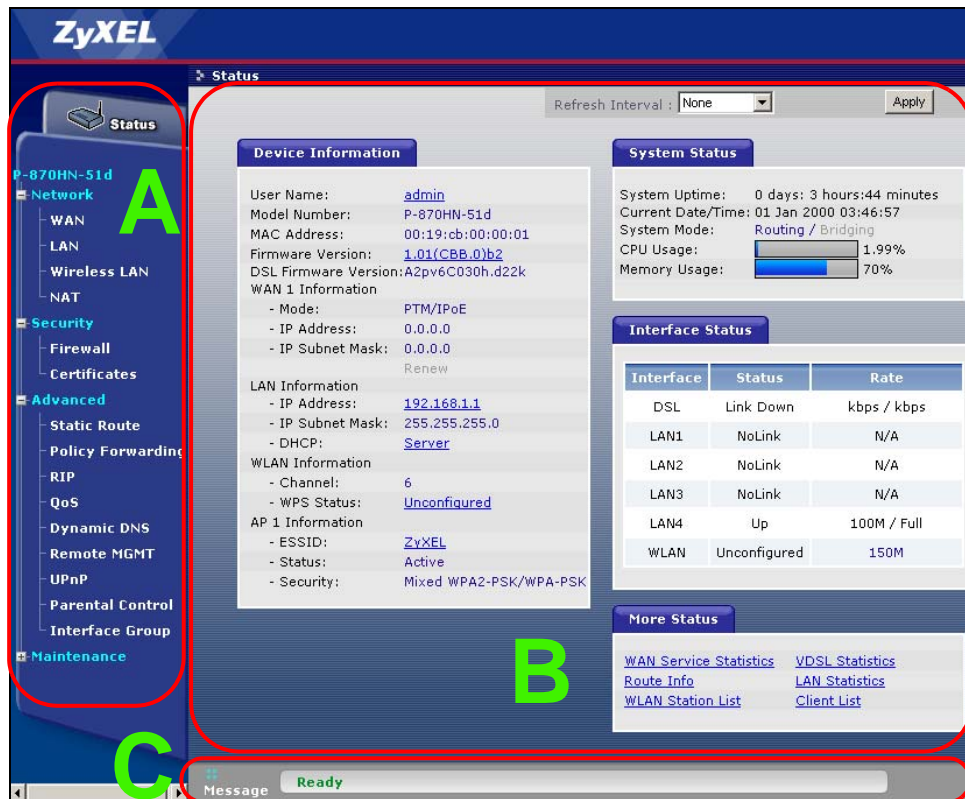 ZyXEL
Status
A
P-870HN-51d
Network
WAN
LAN
Wireless LAN
NAT
Security
Firewall
Certificates
Advanced
Static Route
Policy Forwarding
RIP
QoS
Dynamic DNS
Remote MGMT
UPnP
Parental Control
Interface Group
Maintenance
Status
Refresh Interval : None Apply
Device Information
User Name: admin
Model Number: P-870HN-51d
MAC Address: 00:19:cb:00:00:01
Firmware Version: 1.01(CBB.0)b2
DSL Firmware Version:A2pv6C030h.d22k
WAN 1 Information
- Mode: PTM/IPoE
- IP Address: 0.0.0.0
- IP Subnet Mask: 0.0.0.0
Renew
LAN Information
- IP Address: 192.168.1.1
- IP Subnet Mask: 255.255.255.0
- DHCP: Server
WLAN Information
- Channel: 6
- WPS Status: Unconfigured
AP 1 Information
- ESSID: ZyXEL
- Status: Active
- Security: Mixed WPA2-PSK/WPA-PSK
System Status
System Uptime: 0 days: 3 hours:44 minutes
Current Date/Time: 01 Jan 2000 03:46:57
System Mode: Routing / Bridging
CPU Usage: 1.99%
Memory Usage: 70%
Interface Status
Interface Status Rate
DSL Link Down kbps / kbps
LAN1 NoLink N/A
LAN2 NoLink N/A
LAN3 NoLink N/A
LAN4 Up 100M / Full
WLAN Unconfigured 150M
More Status
WAN Service Statistics VDSL Statistics
Route Info LAN Statistics
WLAN Station List Client List
B
C
Message Ready